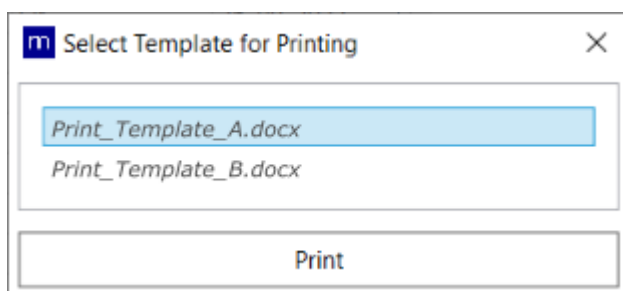 m Select Template for Printing
Print_Template_A.docx
Print_Template_B.docx
Print